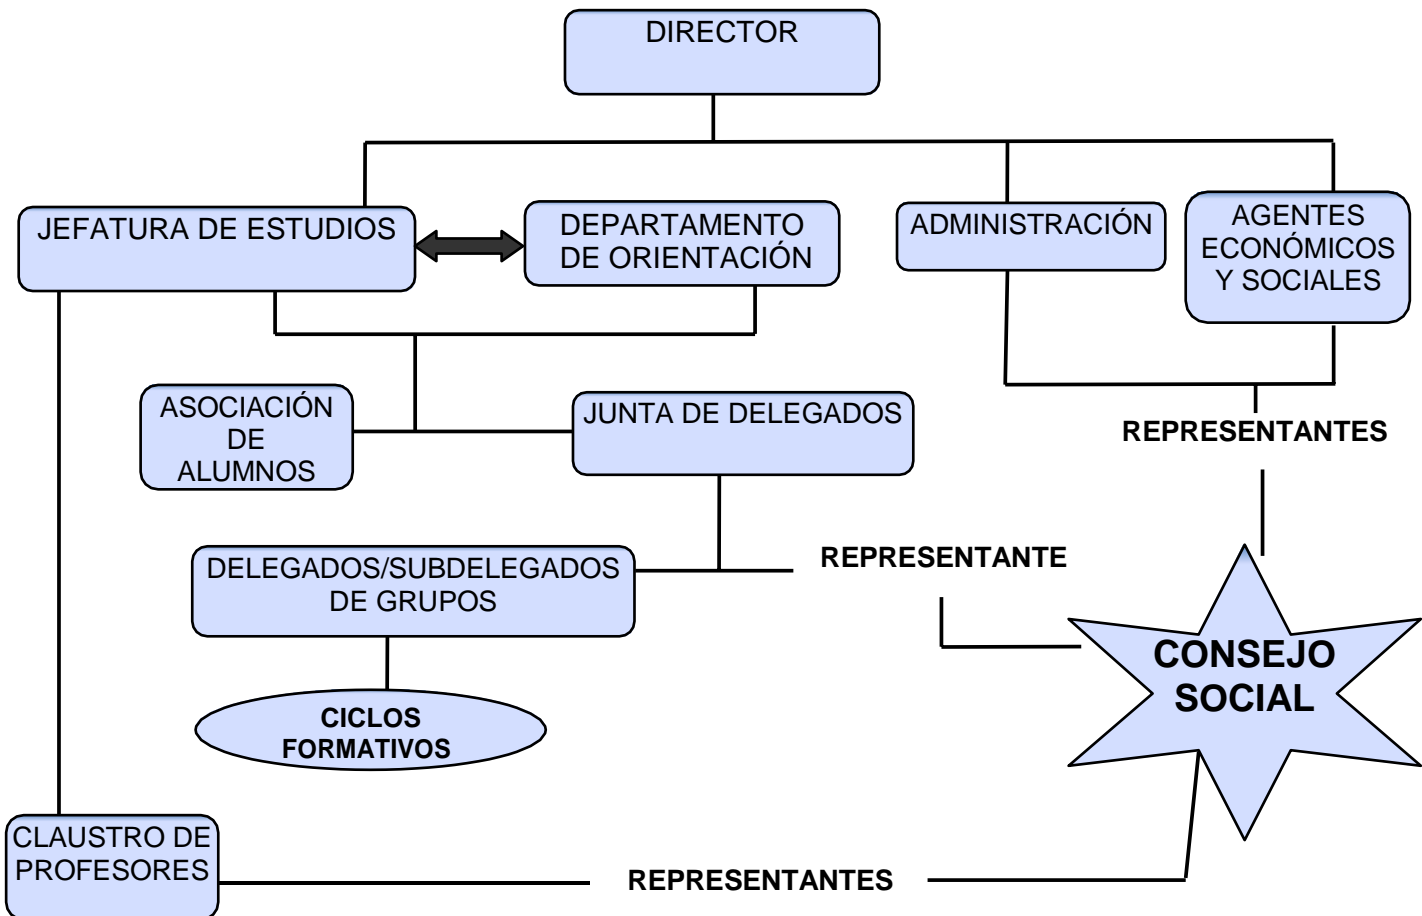 DIRECTOR
JEFATURA DE ESTUDIOS
DEPARTAMENTO
DE ORIENTACIÓN
ADMINISTRACIÓN
AGENTES
ECONÓMICOS
Y SOCIALES
ASOCIACIÓN
DE
ALUMNOS
JUNTA DE DELEGADOS
REPRESENTANTES
DELEGADOS/SUBDELEGADOS
DE GRUPOS
REPRESENTANTE
CONSEJO
SOCIAL
CICLOS
FORMATIVOS
CLAUSTRO DE
PROFESORES
REPRESENTANTES